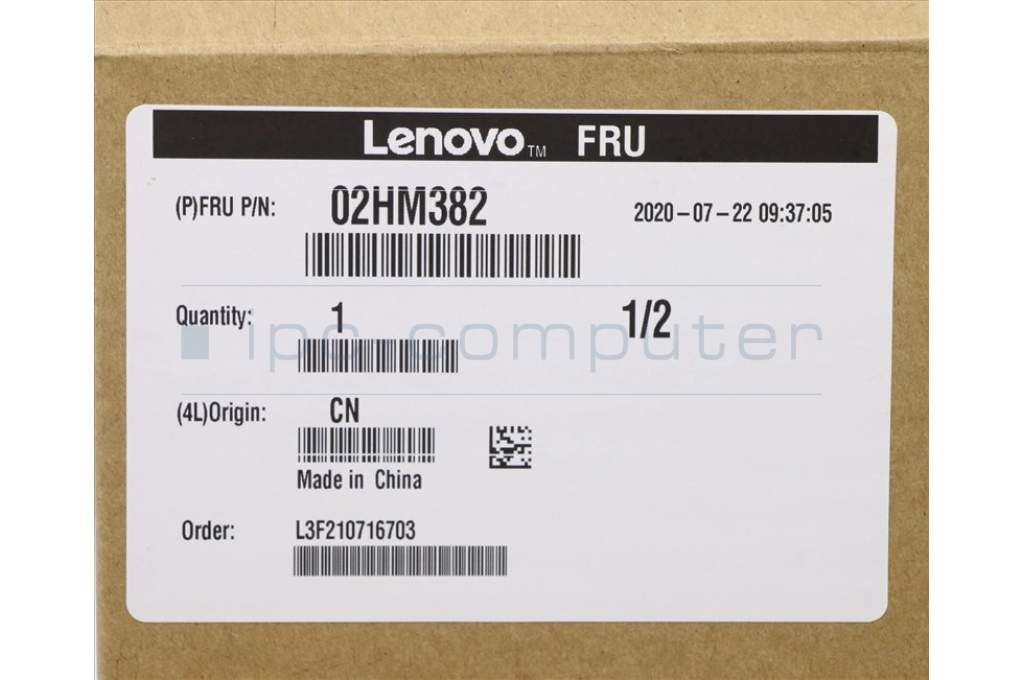 Lenovo™ FRU
(P)FRU P/N: 02HM382 2020-07-22 09:37:05
Quantity: 1 1/2
ipc computer
(4L)Origin: CN
Made in China
Order: L3F210716703